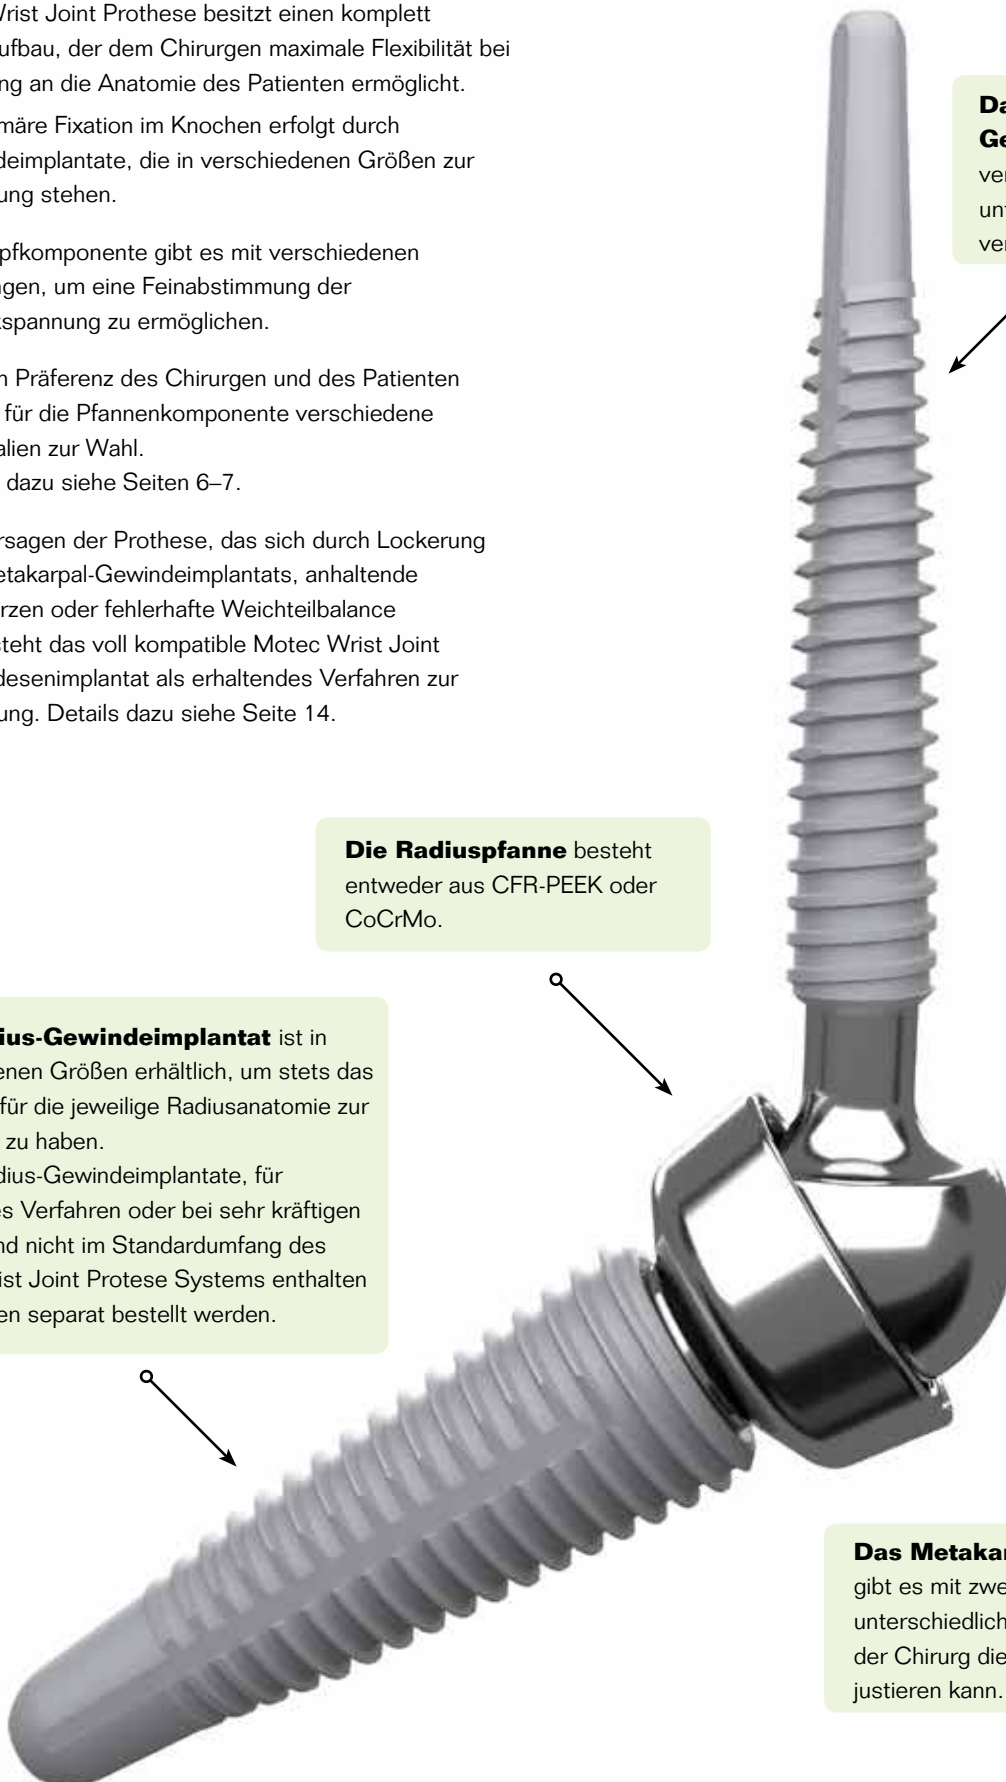 Wrist Joint Prothese besitzt einen komplett
ufbau, der dem Chirurgen maximale Flexibilität bei
ng an die Anatomie des Patienten ermöglicht.
märe Fixation im Knochen erfolgt durch
deimplantate, die in verschiedenen Größen zur
ung stehen.
pfkomponente gibt es mit verschiedenen
ngen, um eine Feinabstimmung der
kspannung zu ermöglichen.
h Präferenz des Chirurgen und des Patienten
für die Pfannenkomponente verschiedene
alien zur Wahl.
dazu siehe Seiten 6–7.
rsagen der Prothese, das sich durch Lockerung
etakarpal-Gewindeimplantats, anhaltende
rzen oder fehlerhafte Weichteilbalance
steht das voll kompatible Motec Wrist Joint
desenimplantat als erhaltendes Verfahren zur
ung. Details dazu siehe Seite 14.
Da
Ge
ver
unt
ver
Die Radiuspfanne besteht
entweder aus CFR-PEEK oder
CoCrMo.
ius-Gewindeimplantat ist in
enen Größen erhältlich, um stets das
für die jeweilige Radiusanatomie zur
zu haben.
dius-Gewindeimplantate, für
es Verfahren oder bei sehr kräftigen
nd nicht im Standardumfang des
ist Joint Protese Systems enthalten
en separat bestellt werden.
Das Metakar
gibt es mit zwe
unterschiedlich
der Chirurg die
justieren kann.